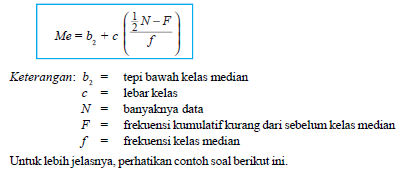 Me = b₂ + c ( (½ N – F) / f )
Keterangan: b₂ = tepi bawah kelas median
c = lebar kelas
N = banyaknya data
F = frekuensi kumulatif kurang dari sebelum kelas median
f = frekuensi kelas median
Untuk lebih jelasnya, perhatikan contoh soal berikut ini.